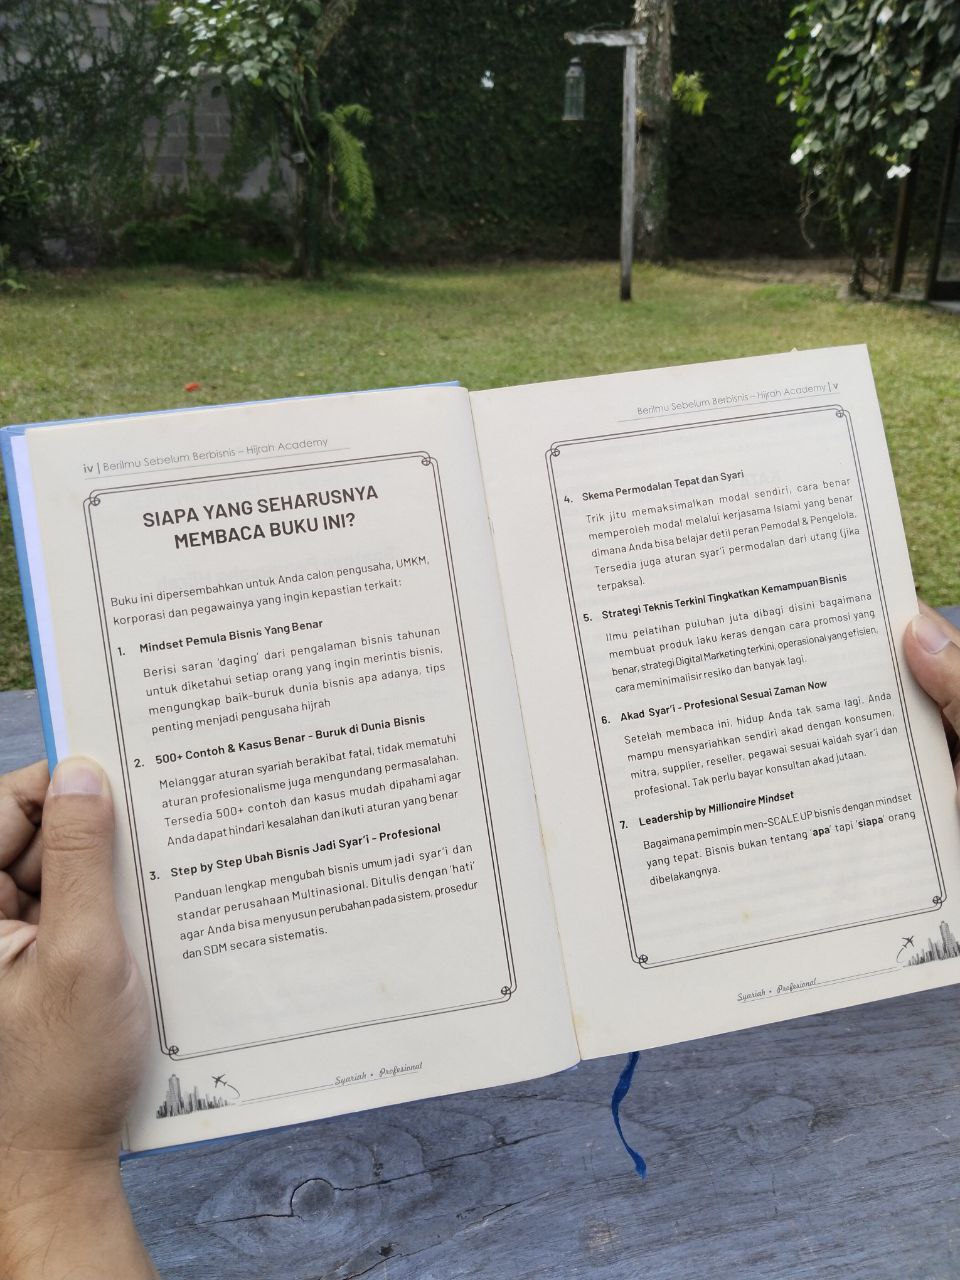 iv | Berilmu Sebelum Berbisnis – Hijrah Academy
SIAPA YANG SEHARUSNYA
MEMBACA BUKU INI?
Buku ini dipersembahkan untuk Anda calon pengusaha, UMKM,
korporasi dan pegawainya yang ingin kepastian terkait:
1. Mindset Pemula Bisnis Yang Benar
Berisi saran 'daging' dari pengalaman bisnis tahunan
untuk diketahui setiap orang yang ingin merintis bisnis,
mengungkap baik-buruk dunia bisnis apa adanya, tips
penting menjadi pengusaha hijrah
2. 500+ Contoh & Kasus Benar - Buruk di Dunia Bisnis
Melanggar aturan syariah berakibat fatal, tidak mematuhi
aturan profesionalisme juga mengundang permasalahan.
Tersedia 500+ contoh dan kasus mudah dipahami agar
Anda dapat hindari kesalahan dan ikuti aturan yang benar
3. Step by Step Ubah Bisnis Jadi Syar'i - Profesional
Panduan lengkap mengubah bisnis umum jadi syar'i dan
standar perusahaan Multinasional. Ditulis dengan 'hati'
agar Anda bisa menyusun perubahan pada sistem, prosedur
dan SDM secara sistematis.
Syariah • Profesional
Berilmu Sebelum Berbisnis – Hijrah Academy | v
4. Skema Permodalan Tepat dan Syari
Trik jitu memaksimalkan modal sendiri, cara benar
memperoleh modal melalui kerjasama Islami yang benar
dimana Anda bisa belajar detil peran Pemodal & Pengelola.
Tersedia juga aturan syar'i permodalan dari utang (jika
terpaksa).
5. Strategi Teknis Terkini Tingkatkan Kemampuan Bisnis
Ilmu pelatihan puluhan juta dibagi disini bagaimana
membuat produk laku keras dengan cara promosi yang
benar, strategi Digital Marketing terkini, operasional yang efisien,
cara meminimalisir resiko dan banyak lagi.
6. Akad Syar'i - Profesional Sesuai Zaman Now
Setelah membaca ini, hidup Anda tak sama lagi. Anda
mampu mensyariahkan sendiri akad dengan konsumen,
mitra, supplier, reseller, pegawai sesuai kaidah syar'i dan
profesional. Tak perlu bayar konsultan akad jutaan.
7. Leadership by Millionaire Mindset
Bagaimana pemimpin men-SCALE UP bisnis dengan mindset
yang tepat. Bisnis bukan tentang 'apa' tapi 'siapa' orang
dibelakangnya.
Syariah • Profesional